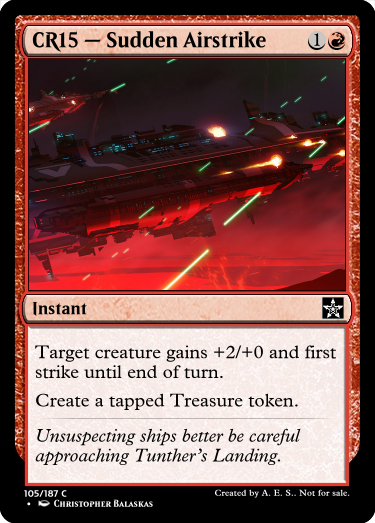 CR15 — Sudden Airstrike 1
Instant
Target creature gains +2/+0 and first
strike until end of turn.
Create a tapped Treasure token.
Unsuspecting ships better be careful
approaching Tunther's Landing.
105/187 C
Created by A. E. S.. Not for sale.
• Christopher Balaskas